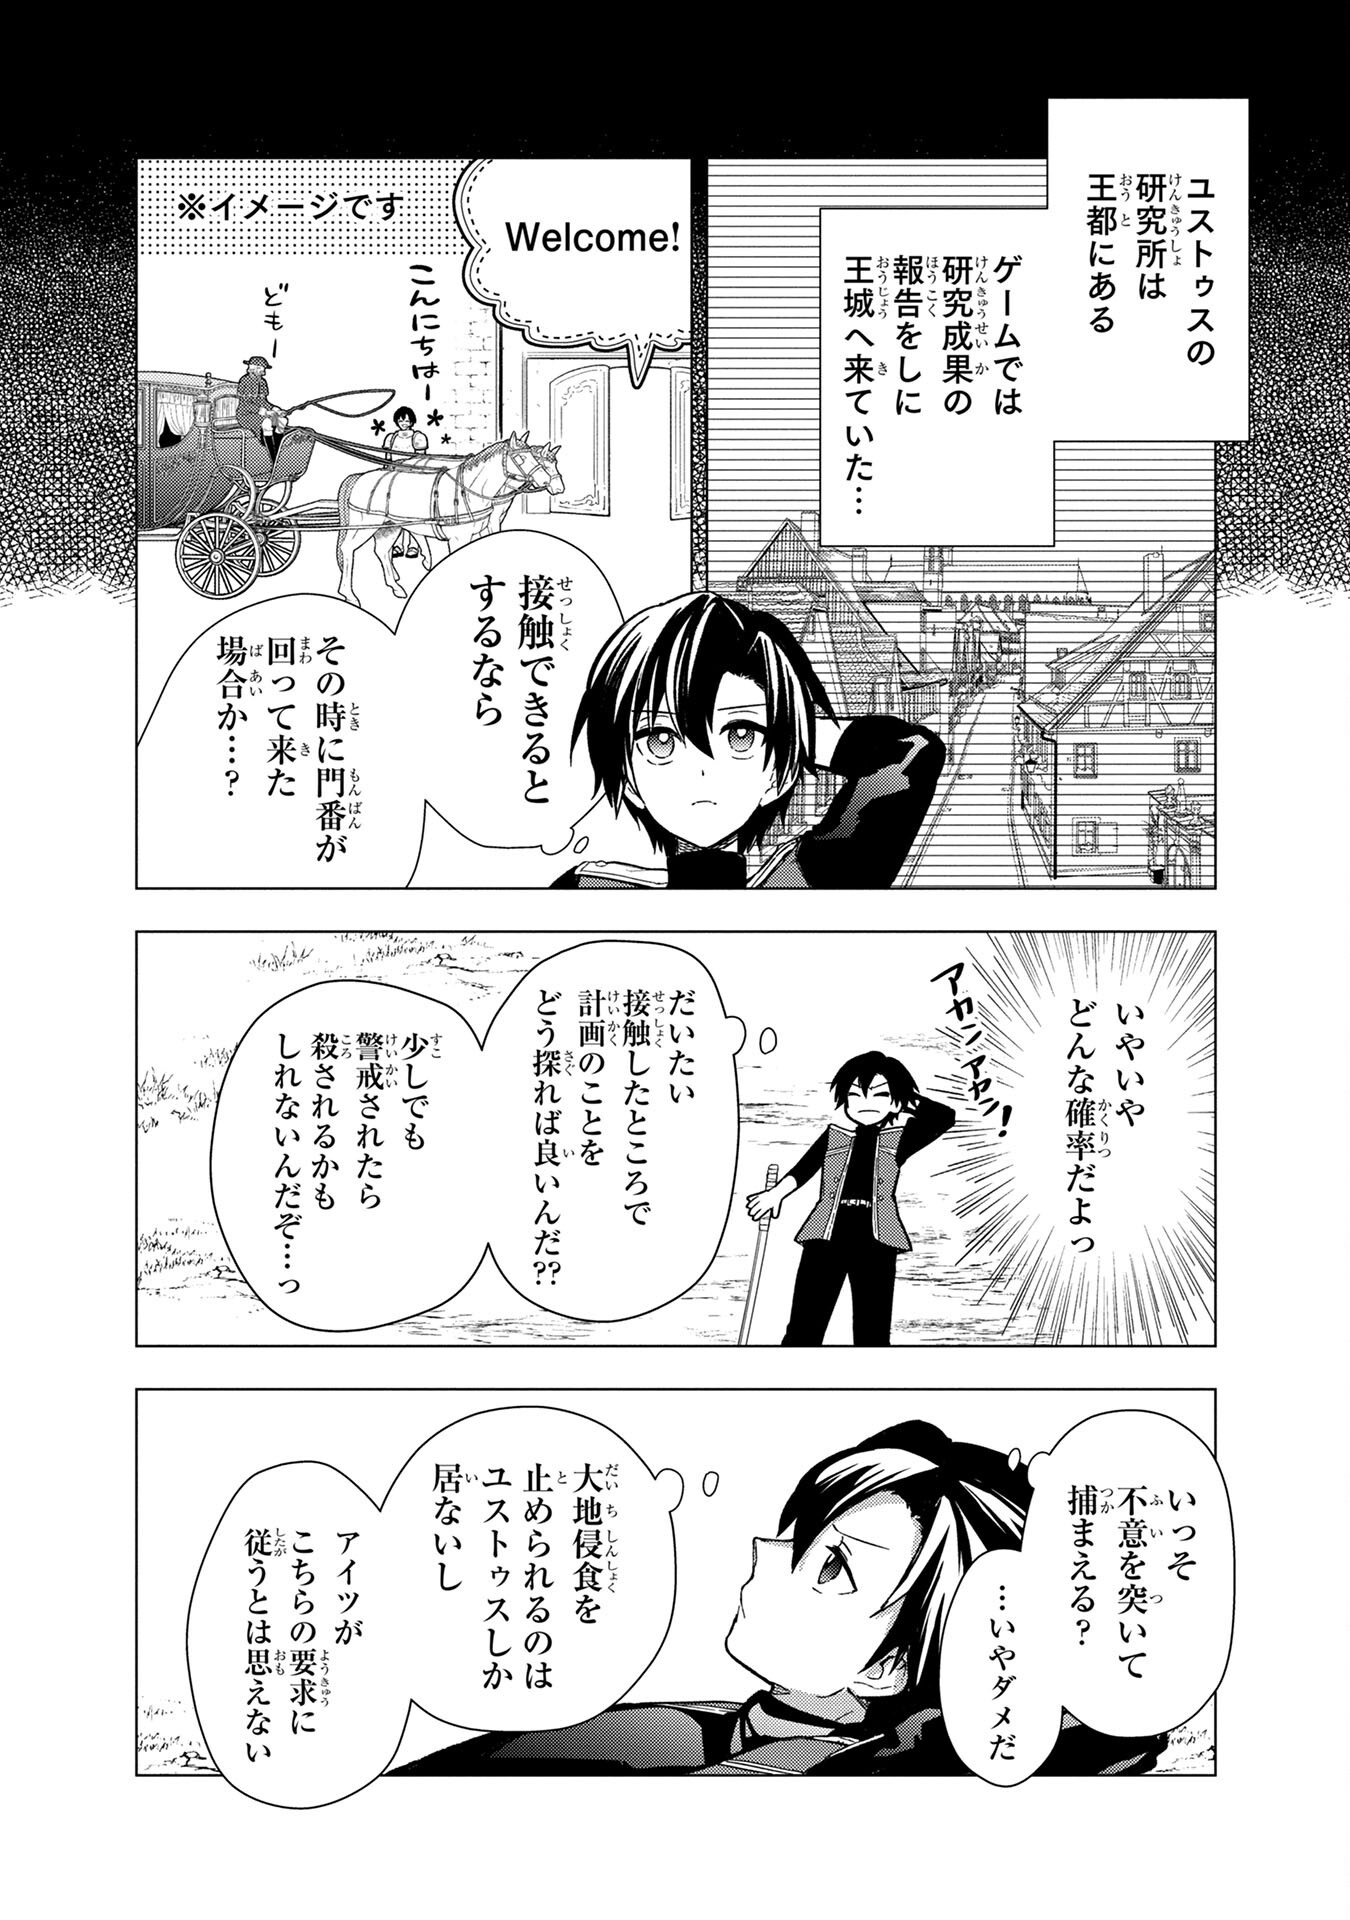 ユストゥスの
研究所は
王都にある
ゲームでは
研究成果の
報告をしに
王城へ来ていた…
Welcome!
※イメージです
こんにちはー
どもー
接触できると
するなら
その時に門番が
回って来た
場合か…？
いやいや
どんな確率だよっ
アカンアカン！
だいたい
接触したところで
計画のことを
どう探れば良いんだ??
少しでも
警戒されたら
殺されるかも
しれないんだぞ…っ
いっそ
不意を突いて
捕まえる？
…いやダメだ
大地侵食を
止められるのは
ユストゥスしか
居ないし
アイツが
こちらの要求に
従うとは思えない